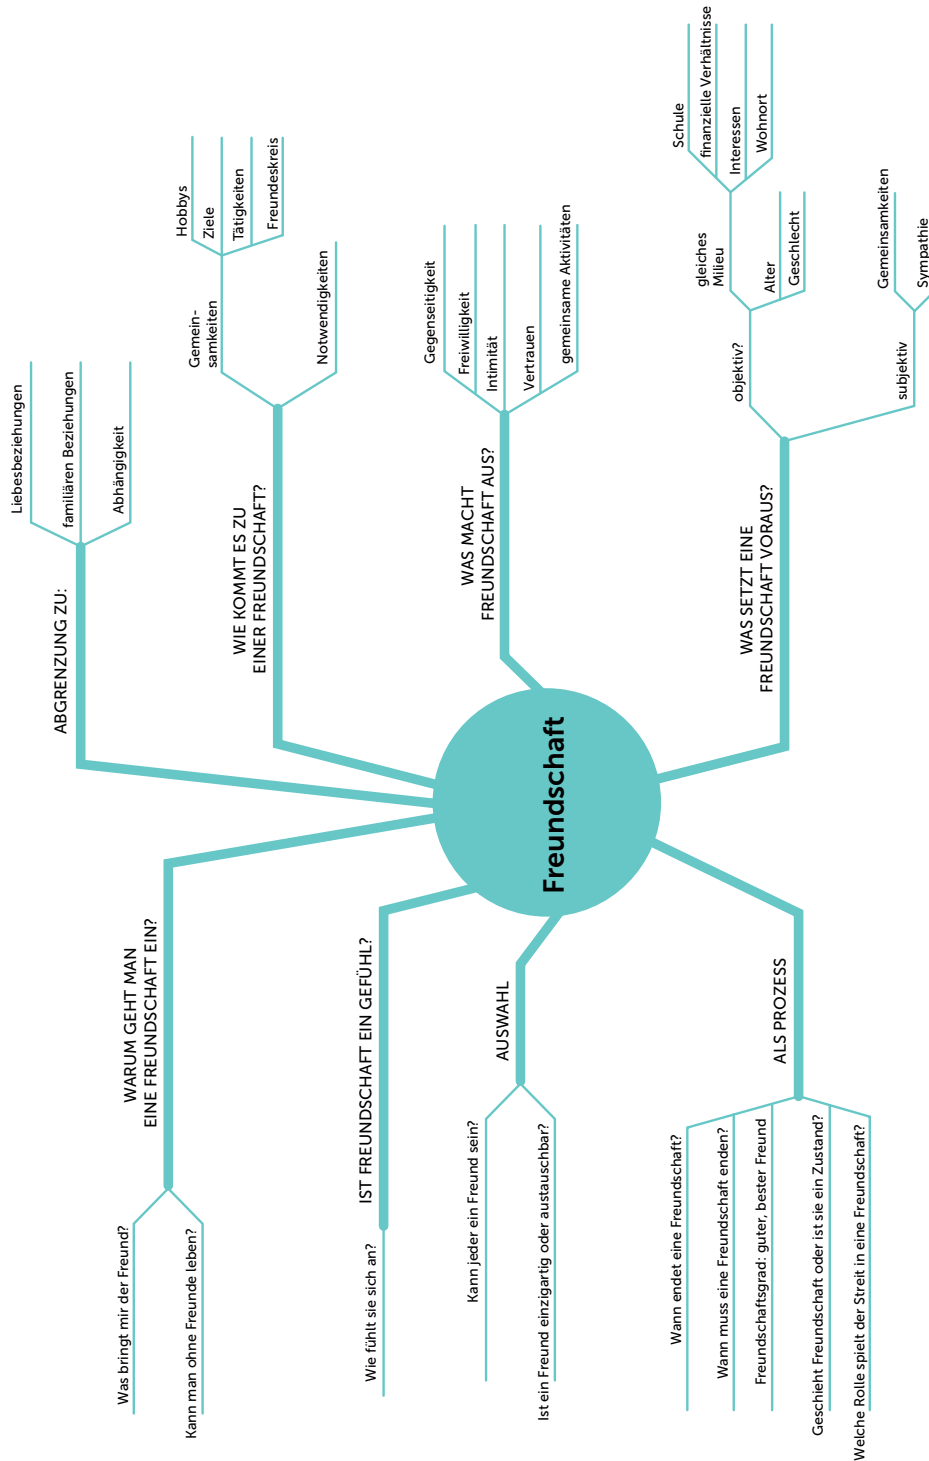 Freundschaft
WARUM GEHT MAN
EINE FREUNDSCHAFT EIN?
Was bringt mir der Freund?
Kann man ohne Freunde leben?
IST FREUNDSCHAFT EIN GEFÜHL?
Wie fühlt sie sich an?
AUSWAHL
Kann jeder ein Freund sein?
Ist ein Freund einzigartig oder austauschbar?
ALS PROZESS
Wann endet eine Freundschaft?
Wann muss eine Freundschaft enden?
Freundschaftsgrad: guter, bester Freund
Geschieht Freundschaft oder ist sie ein Zustand?
Welche Rolle spielt der Streit in eine Freundschaft?
ABGRENZUNG ZU:
Liebesbeziehungen
familiären Beziehungen
Abhängigkeit
WIE KOMMT ES ZU
EINER FREUNDSCHAFT?
Gemein-
samkeiten
Hobbys
Ziele
Tätigkeiten
Freundeskreis
Notwendigkeiten
WAS MACHT
FREUNDSCHAFT AUS?
Gegenseitigkeit
Freiwilligkeit
Intimität
Vertrauen
gemeinsame Aktivitäten
WAS SETZT EINE
FREUNDSCHAFT VORAUS?
objektiv?
gleiches
Milieu
Schule
finanzielle Verhältnisse
Interessen
Wohnort
Alter
Geschlecht
subjektiv
Gemeinsamkeiten
Sympathie